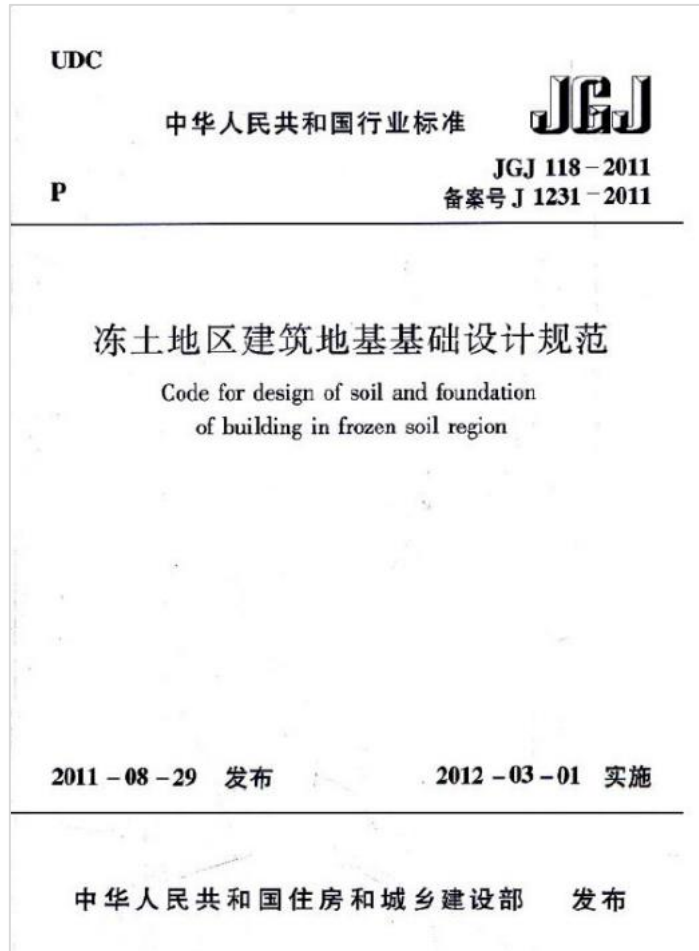 UDC
中华人民共和国行业标准
JGJ
JGJ 118－2011
P
备案号 J 1231－2011
冻土地区建筑地基基础设计规范
Code for design of soil and foundation
of building in frozen soil region
2011－08－29 发布
2012－03－01 实施
中华人民共和国住房和城乡建设部 发布